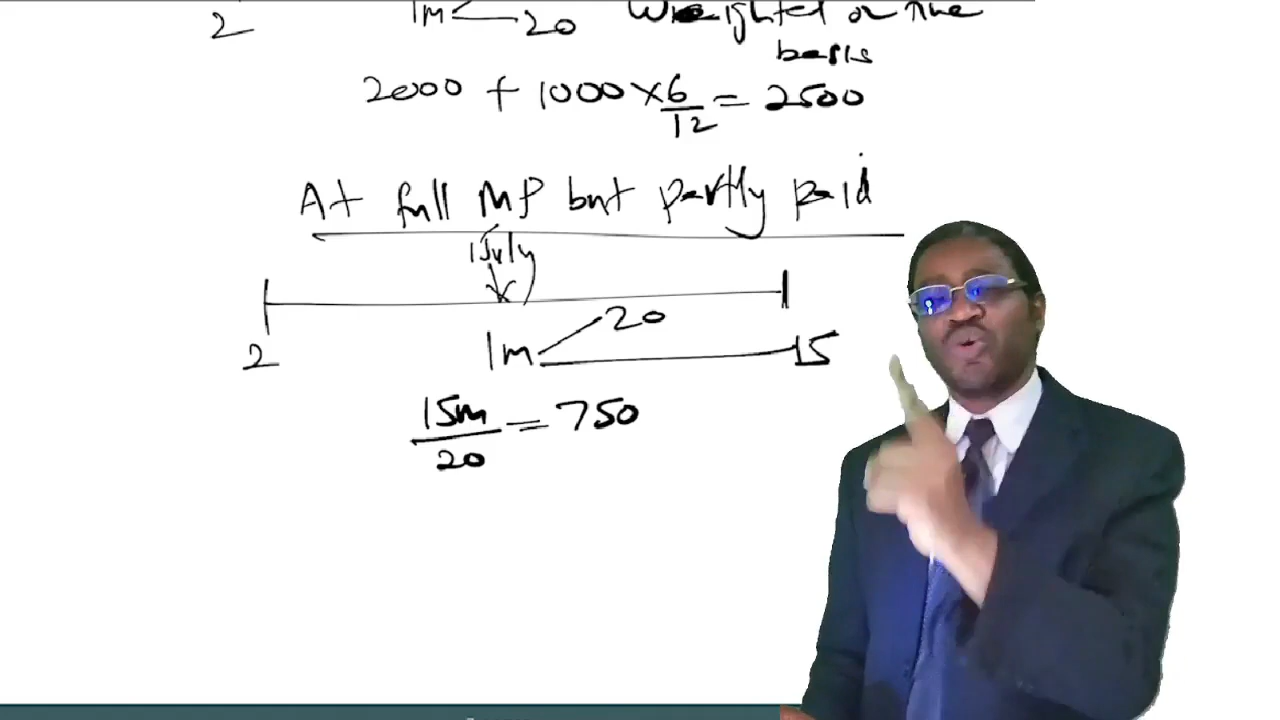 2 1m 20 Weighted on time
basis
2000 + 1000 × 6/12 = 2500
At full MP but partly paid
1 July
20
2 1m 15
15m/20 = 750